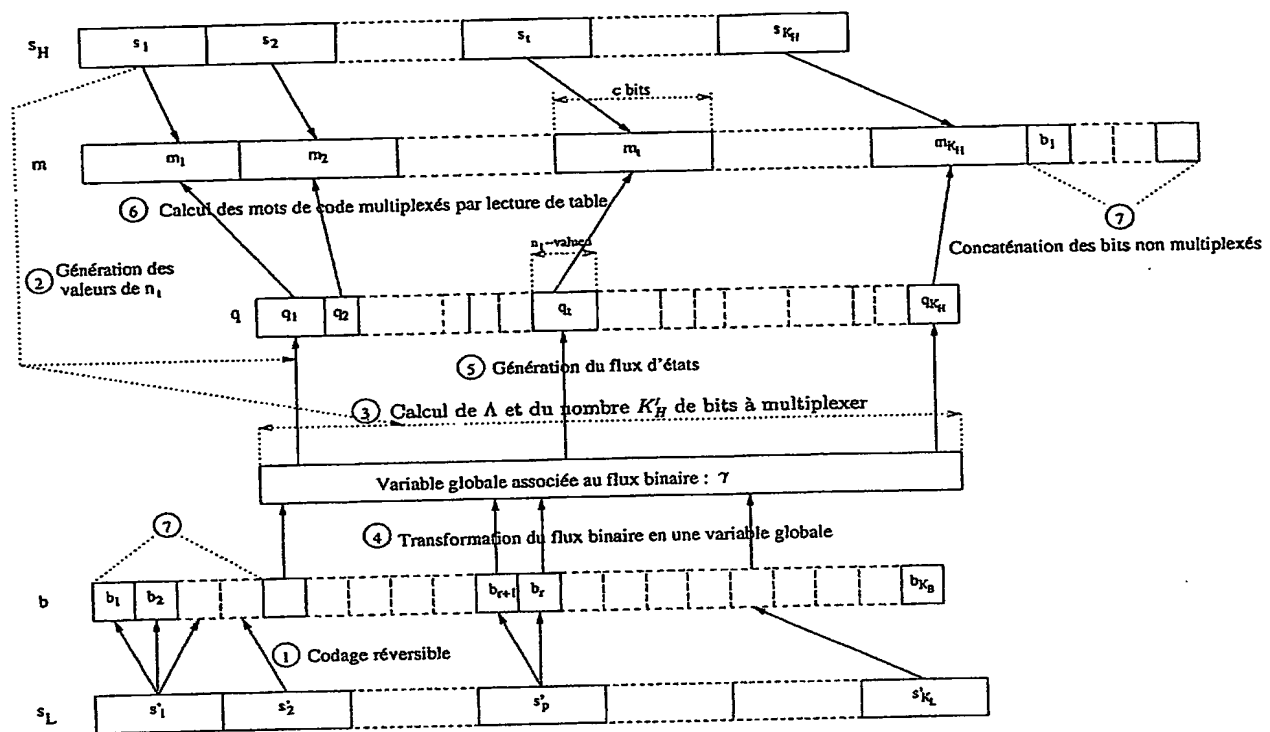 s_H s_1 s_2 s_t s_{K_H}
c bits
m m_1 m_2 m_t m_{K_H} b_1
⑥ Calcul des mots de code multiplexés par lecture de table
⑦
Concaténation des bits non multiplexés
② Génération des
valeurs de n_t
n_t-valued
q q_1 q_2 q_t q_{K_H}
⑤ Génération du flux d'états
③ Calcul de Λ et du nombre K'_H de bits à multiplexer
Variable globale associée au flux binaire : γ
⑦
④ Transformation du flux binaire en une variable globale
b b_1 b_2 b_{r+1} b_r b_{K_B}
① Codage réversible
s_L s'_1 s'_2 s'_p s'_{K_L}